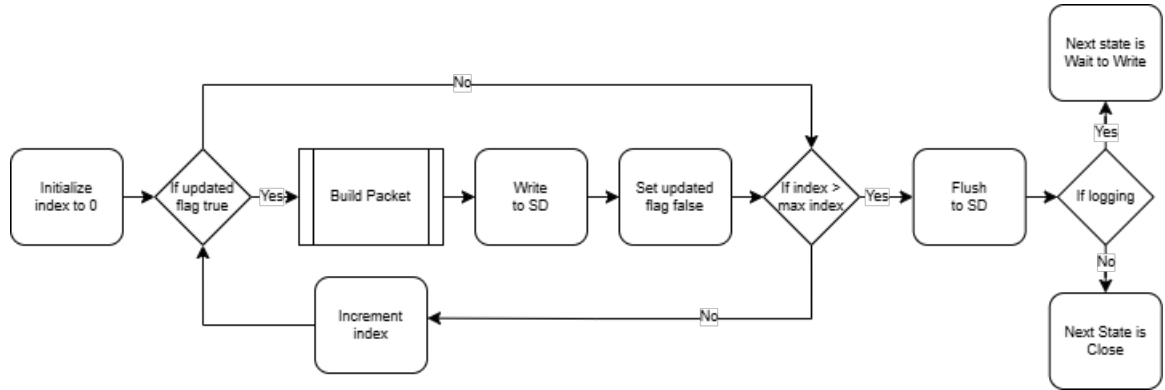 Next state is
Wait to Write
No
Yes
Initialize
index to 0
If updated
flag true
Yes
Build Packet
Write
to SD
Set updated
flag false
If index >
max index
Yes
Flush
to SD
If logging
No
Increment
index
No
Next State is
Close